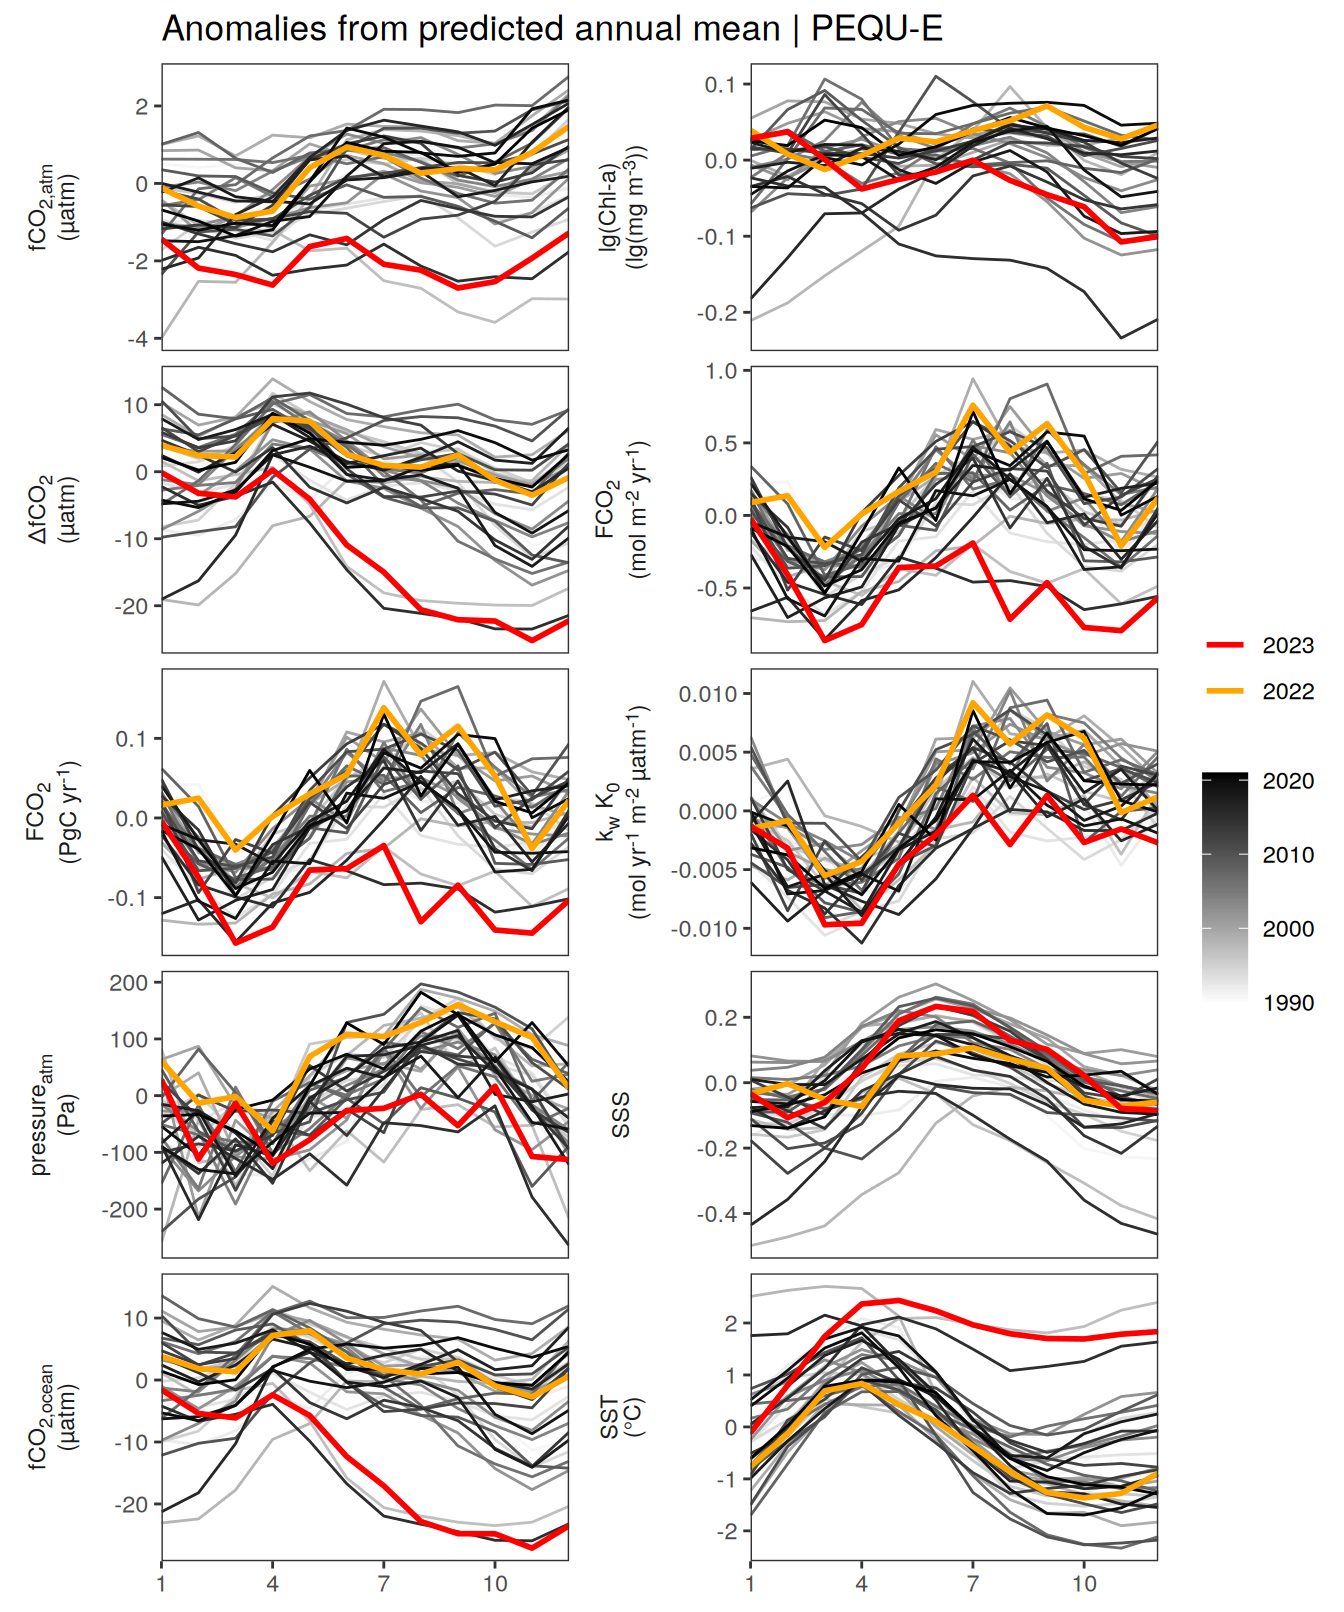 Anomalies from predicted annual mean | PEQU-E
fCO2,atm
(µatm)
2
0
-2
-4
lg(Chl-a)
(lg(mg m-3))
0.1
0.0
-0.1
-0.2
ΔfCO2
(µatm)
10
0
-10
-20
FCO2
(mol m-2 yr-1)
1.0
0.5
0.0
-0.5
FCO2
(PgC yr-1)
0.1
0.0
-0.1
kw K0
(mol yr-1 m-2 µatm-1)
0.010
0.005
0.000
-0.005
-0.010
pressureatm
(Pa)
200
100
0
-100
-200
SSS
0.2
0.0
-0.2
-0.4
fCO2,ocean
(µatm)
10
0
-10
-20
1 4 7 10
SST
(°C)
2
1
0
-1
-2
1 4 7 10
2023
2022
2020
2010
2000
1990